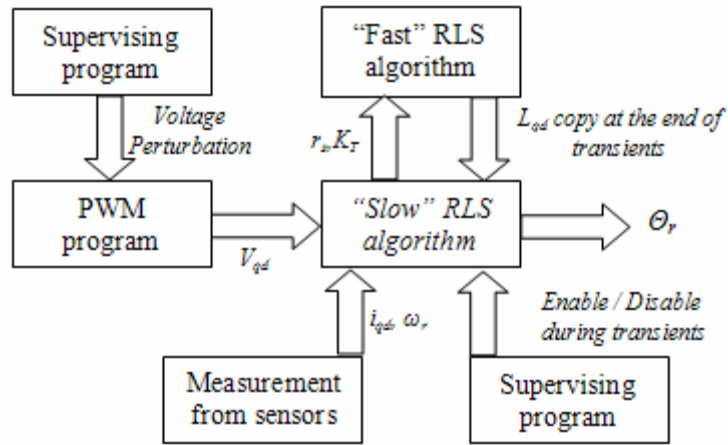 Supervising
program
Voltage
Perturbation
PWM
program
V_qd
"Fast" RLS
algorithm
r_s, K_T
L_qd copy at the end of
transients
"Slow" RLS
algorithm
Θ_r
i_qd, ω_r
Measurement
from sensors
Enable / Disable
during transients
Supervising
program